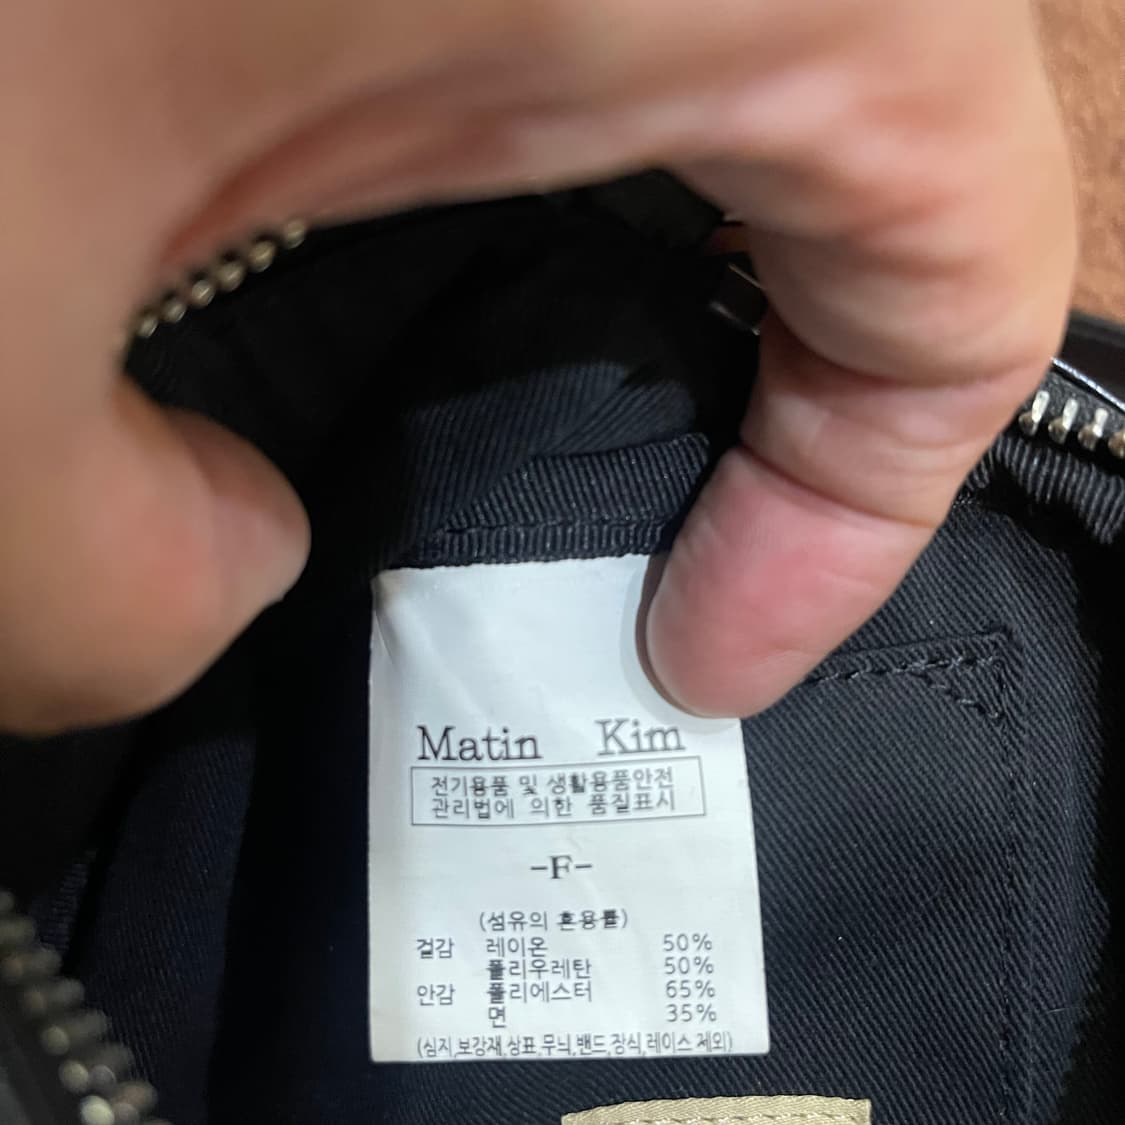 Matin Kim
전기용품 및 생활용품안전
관리법에 의한 품질표시
-F-
(섬유의 혼용률)
겉감 레이온 50%
폴리우레탄 50%
안감 폴리에스터 65%
면 35%
(심지,보강재,상표,무늬,밴드,장식,레이스 제외)